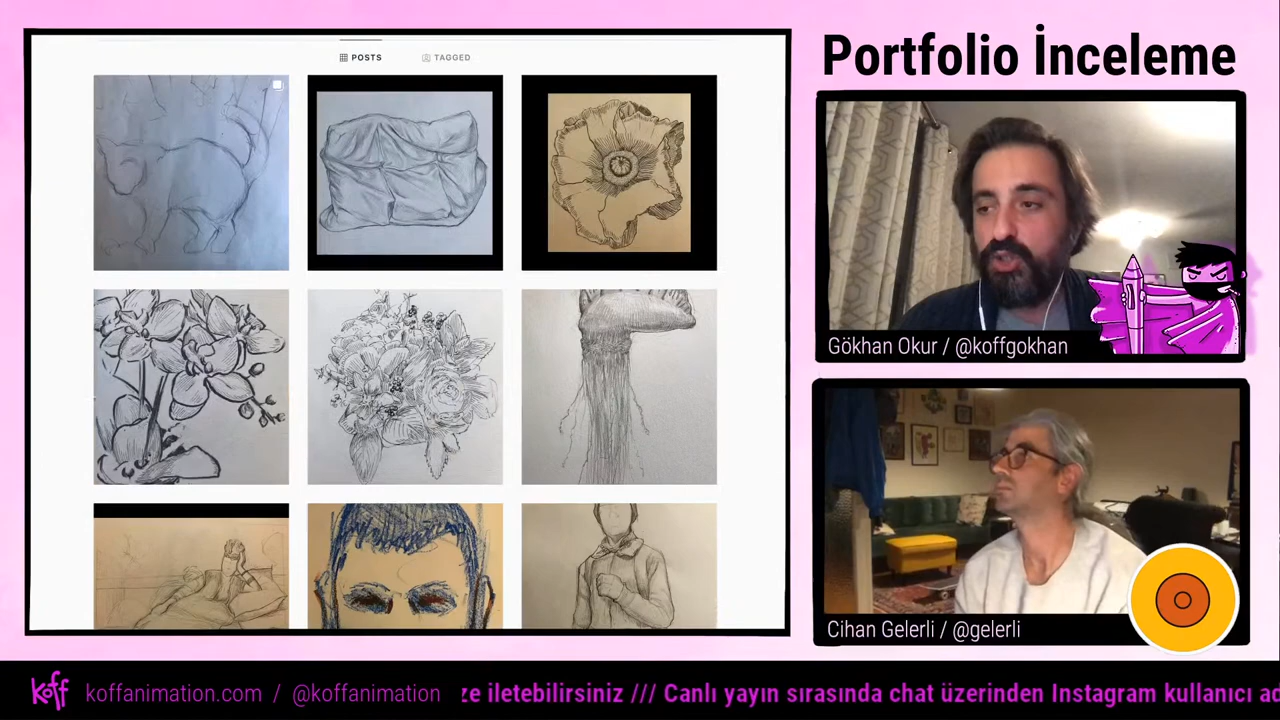 POSTS
TAGGED
Portfolio İnceleme
Gökhan Okur / @koffgokhan
Cihan Gelerli / @gelerli
koff koffanimation.com / @koffanimation ze iletebilirsiniz /// Canlı yayın sırasında chat üzerinden Instagram kullanıcı ad